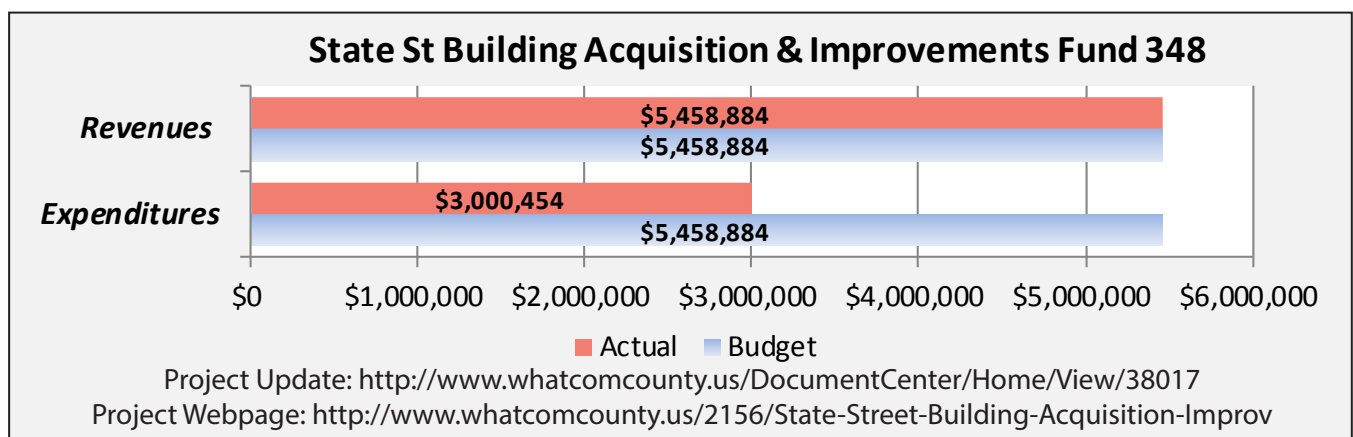 State St Building Acquisition & Improvements Fund 348
Revenues
$5,458,884
$5,458,884
Expenditures
$3,000,454
$5,458,884
$0 $1,000,000 $2,000,000 $3,000,000 $4,000,000 $5,000,000 $6,000,000
Actual Budget
Project Update: http://www.whatcomcounty.us/DocumentCenter/Home/View/38017
Project Webpage: http://www.whatcomcounty.us/2156/State-Street-Building-Acquisition-Improv